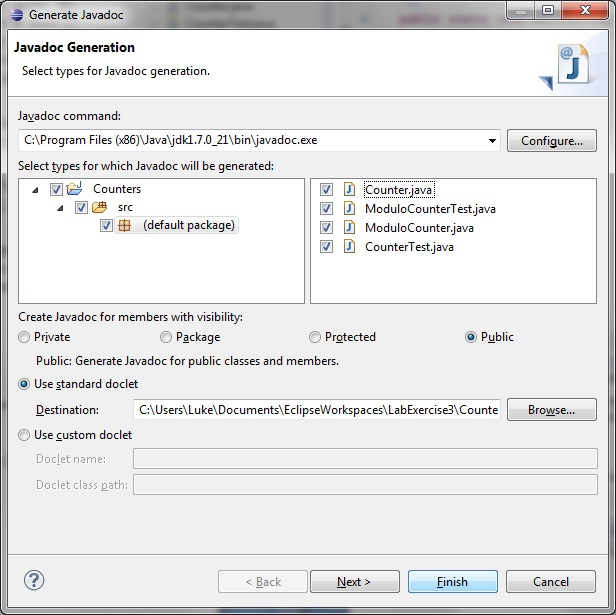 Generate Javadoc
Javadoc Generation
Select types for Javadoc generation.
Javadoc command:
C:\Program Files (x86)\Java\jdk1.7.0_21\bin\javadoc.exe
Configure...
Select types for which Javadoc will be generated:
Counters
src
(default package)
Counter.java
ModuloCounterTest.java
ModuloCounter.java
CounterTest.java
Create Javadoc for members with visibility:
Private Package Protected Public
Public: Generate Javadoc for public classes and members.
Use standard doclet
Destination: C:\Users\Luke\Documents\EclipseWorkspaces\LabExercise3\Counte Browse...
Use custom doclet
Doclet name:
Doclet class path:
< Back Next > Finish Cancel